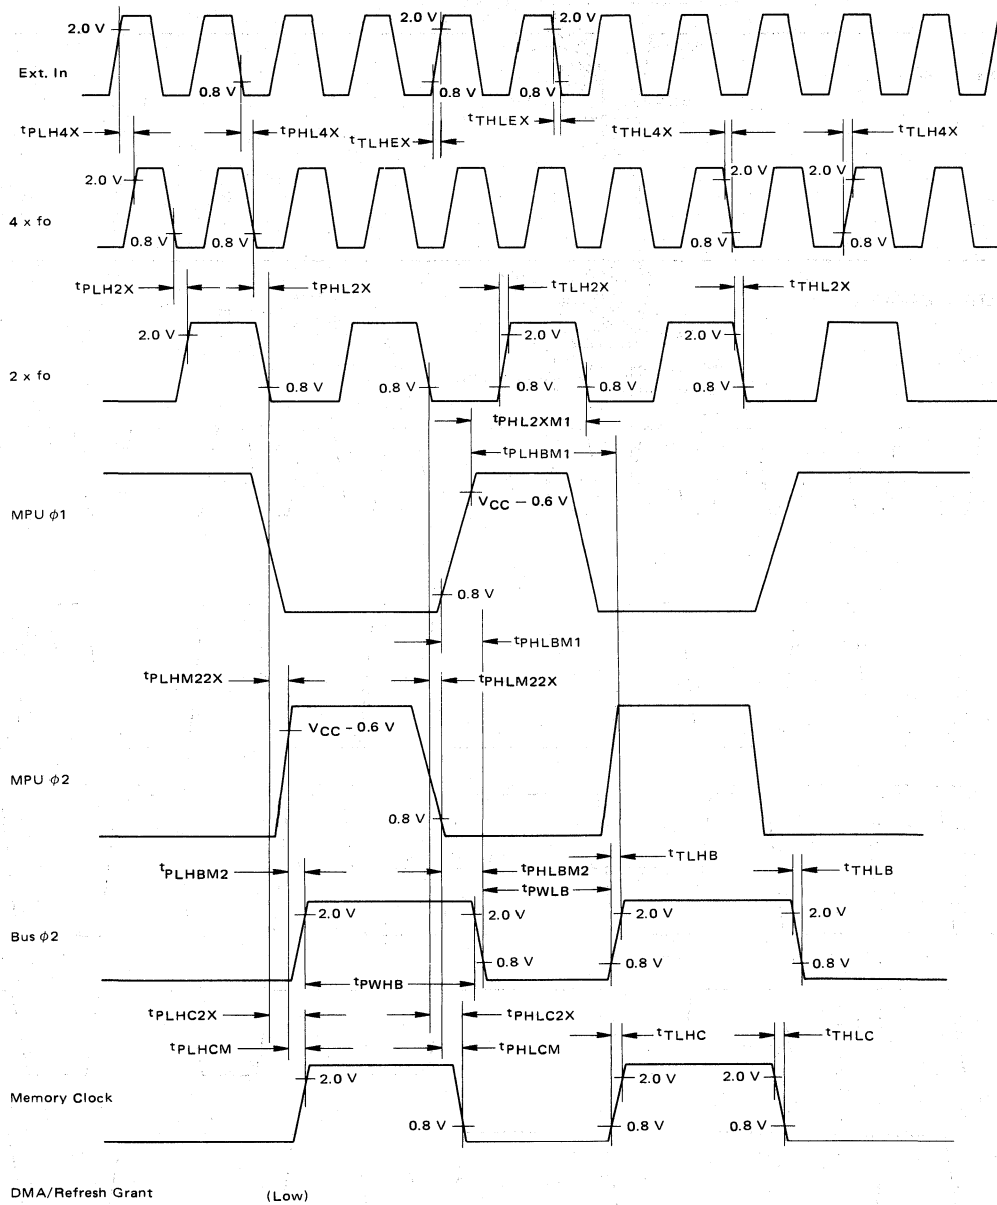 2.0 V
2.0 V
2.0 V
Ext. In
0.8 V
0.8 V
0.8 V
tPLH4X
tPHL4X
tTLHEX
tTHLEX
tTHL4X
tTLH4X
2.0 V
2.0 V
2.0 V
4 x fo
0.8 V
0.8 V
0.8 V
0.8 V
tPLH2X
tPHL2X
tTLH2X
tTHL2X
2.0 V
2.0 V
2.0 V
2 x fo
0.8 V
0.8 V
0.8 V
0.8 V
0.8 V
tPHL2XM1
tPLHBM1
VCC – 0.6 V
MPU ϕ1
0.8 V
tPHLBM1
tPLHM22X
tPHLM22X
VCC – 0.6 V
MPU ϕ2
0.8 V
tPLHBM2
tPHLBM2
tTLHB
tTHLB
tPWLB
2.0 V
2.0 V
2.0 V
2.0 V
Bus ϕ2
0.8 V
0.8 V
0.8 V
tPWHB
tPLHC2X
tPHLC2X
tTLHC
tTHLC
tPLHCM
tPHLCM
2.0 V
2.0 V
2.0 V
Memory Clock
0.8 V
0.8 V
0.8 V
DMA/Refresh Grant (Low)